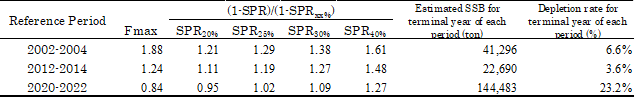 Reference Period Fmax (1-SPR)/(1-SPRxx%) Estimated SSB for terminal year of each period (ton) Depletion rate for terminal year of each period (%)
SPR20% SPR25% SPR30% SPR40%
2002-2004 1.88 1.21 1.29 1.38 1.61 41,296 6.6%
2012-2014 1.24 1.11 1.19 1.27 1.48 22,690 3.6%
2020-2022 0.84 0.95 1.02 1.09 1.27 144,483 23.2%